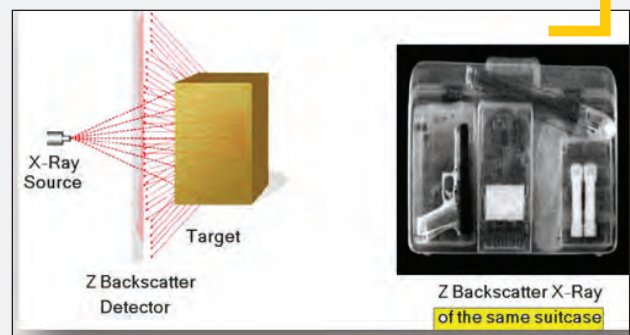 X-Ray
Source
Target
Z Backscatter
Detector
Z Backscatter X-Ray
of the same suitcase